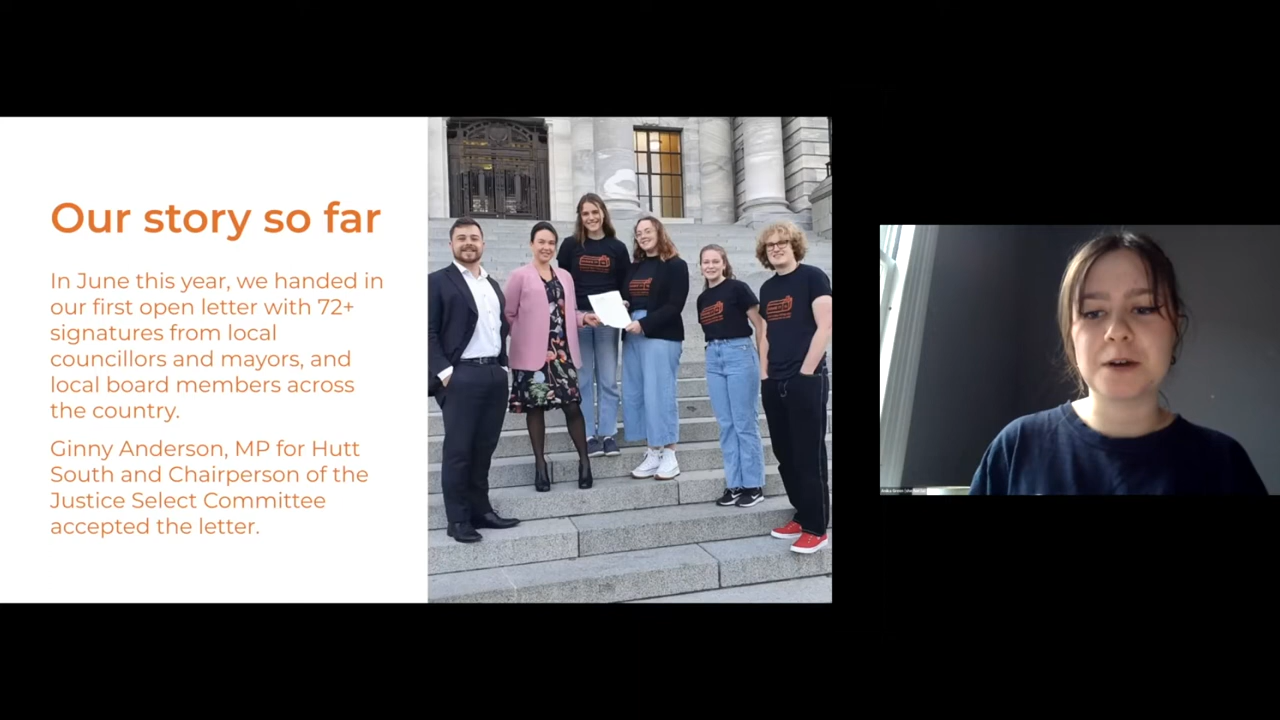 Our story so far
In June this year, we handed in
our first open letter with 72+
signatures from local
councillors and mayors, and
local board members across
the country.
Ginny Anderson, MP for Hutt
South and Chairperson of the
Justice Select Committee
accepted the letter.